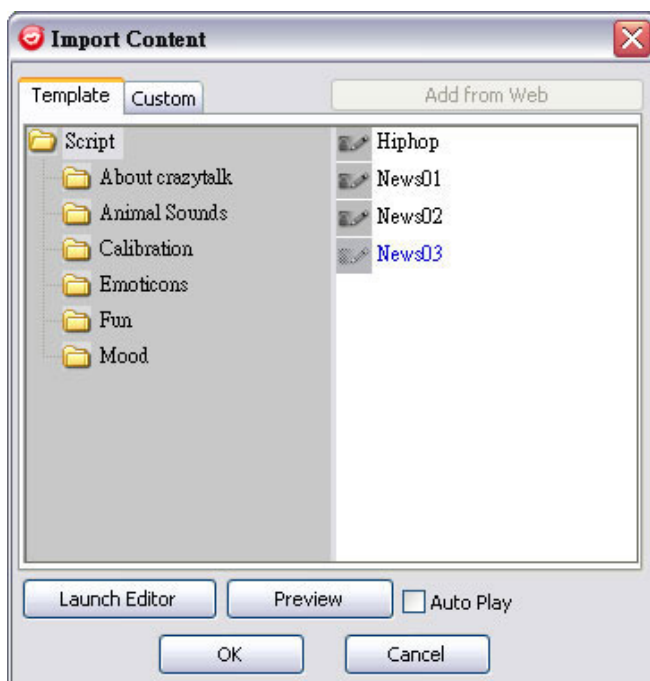 Import Content
Template Custom Add from Web
Script
About crazytalk
Animal Sounds
Calibration
Emoticons
Fun
Mood
Hiphop
News01
News02
News03
Launch Editor Preview Auto Play
OK Cancel